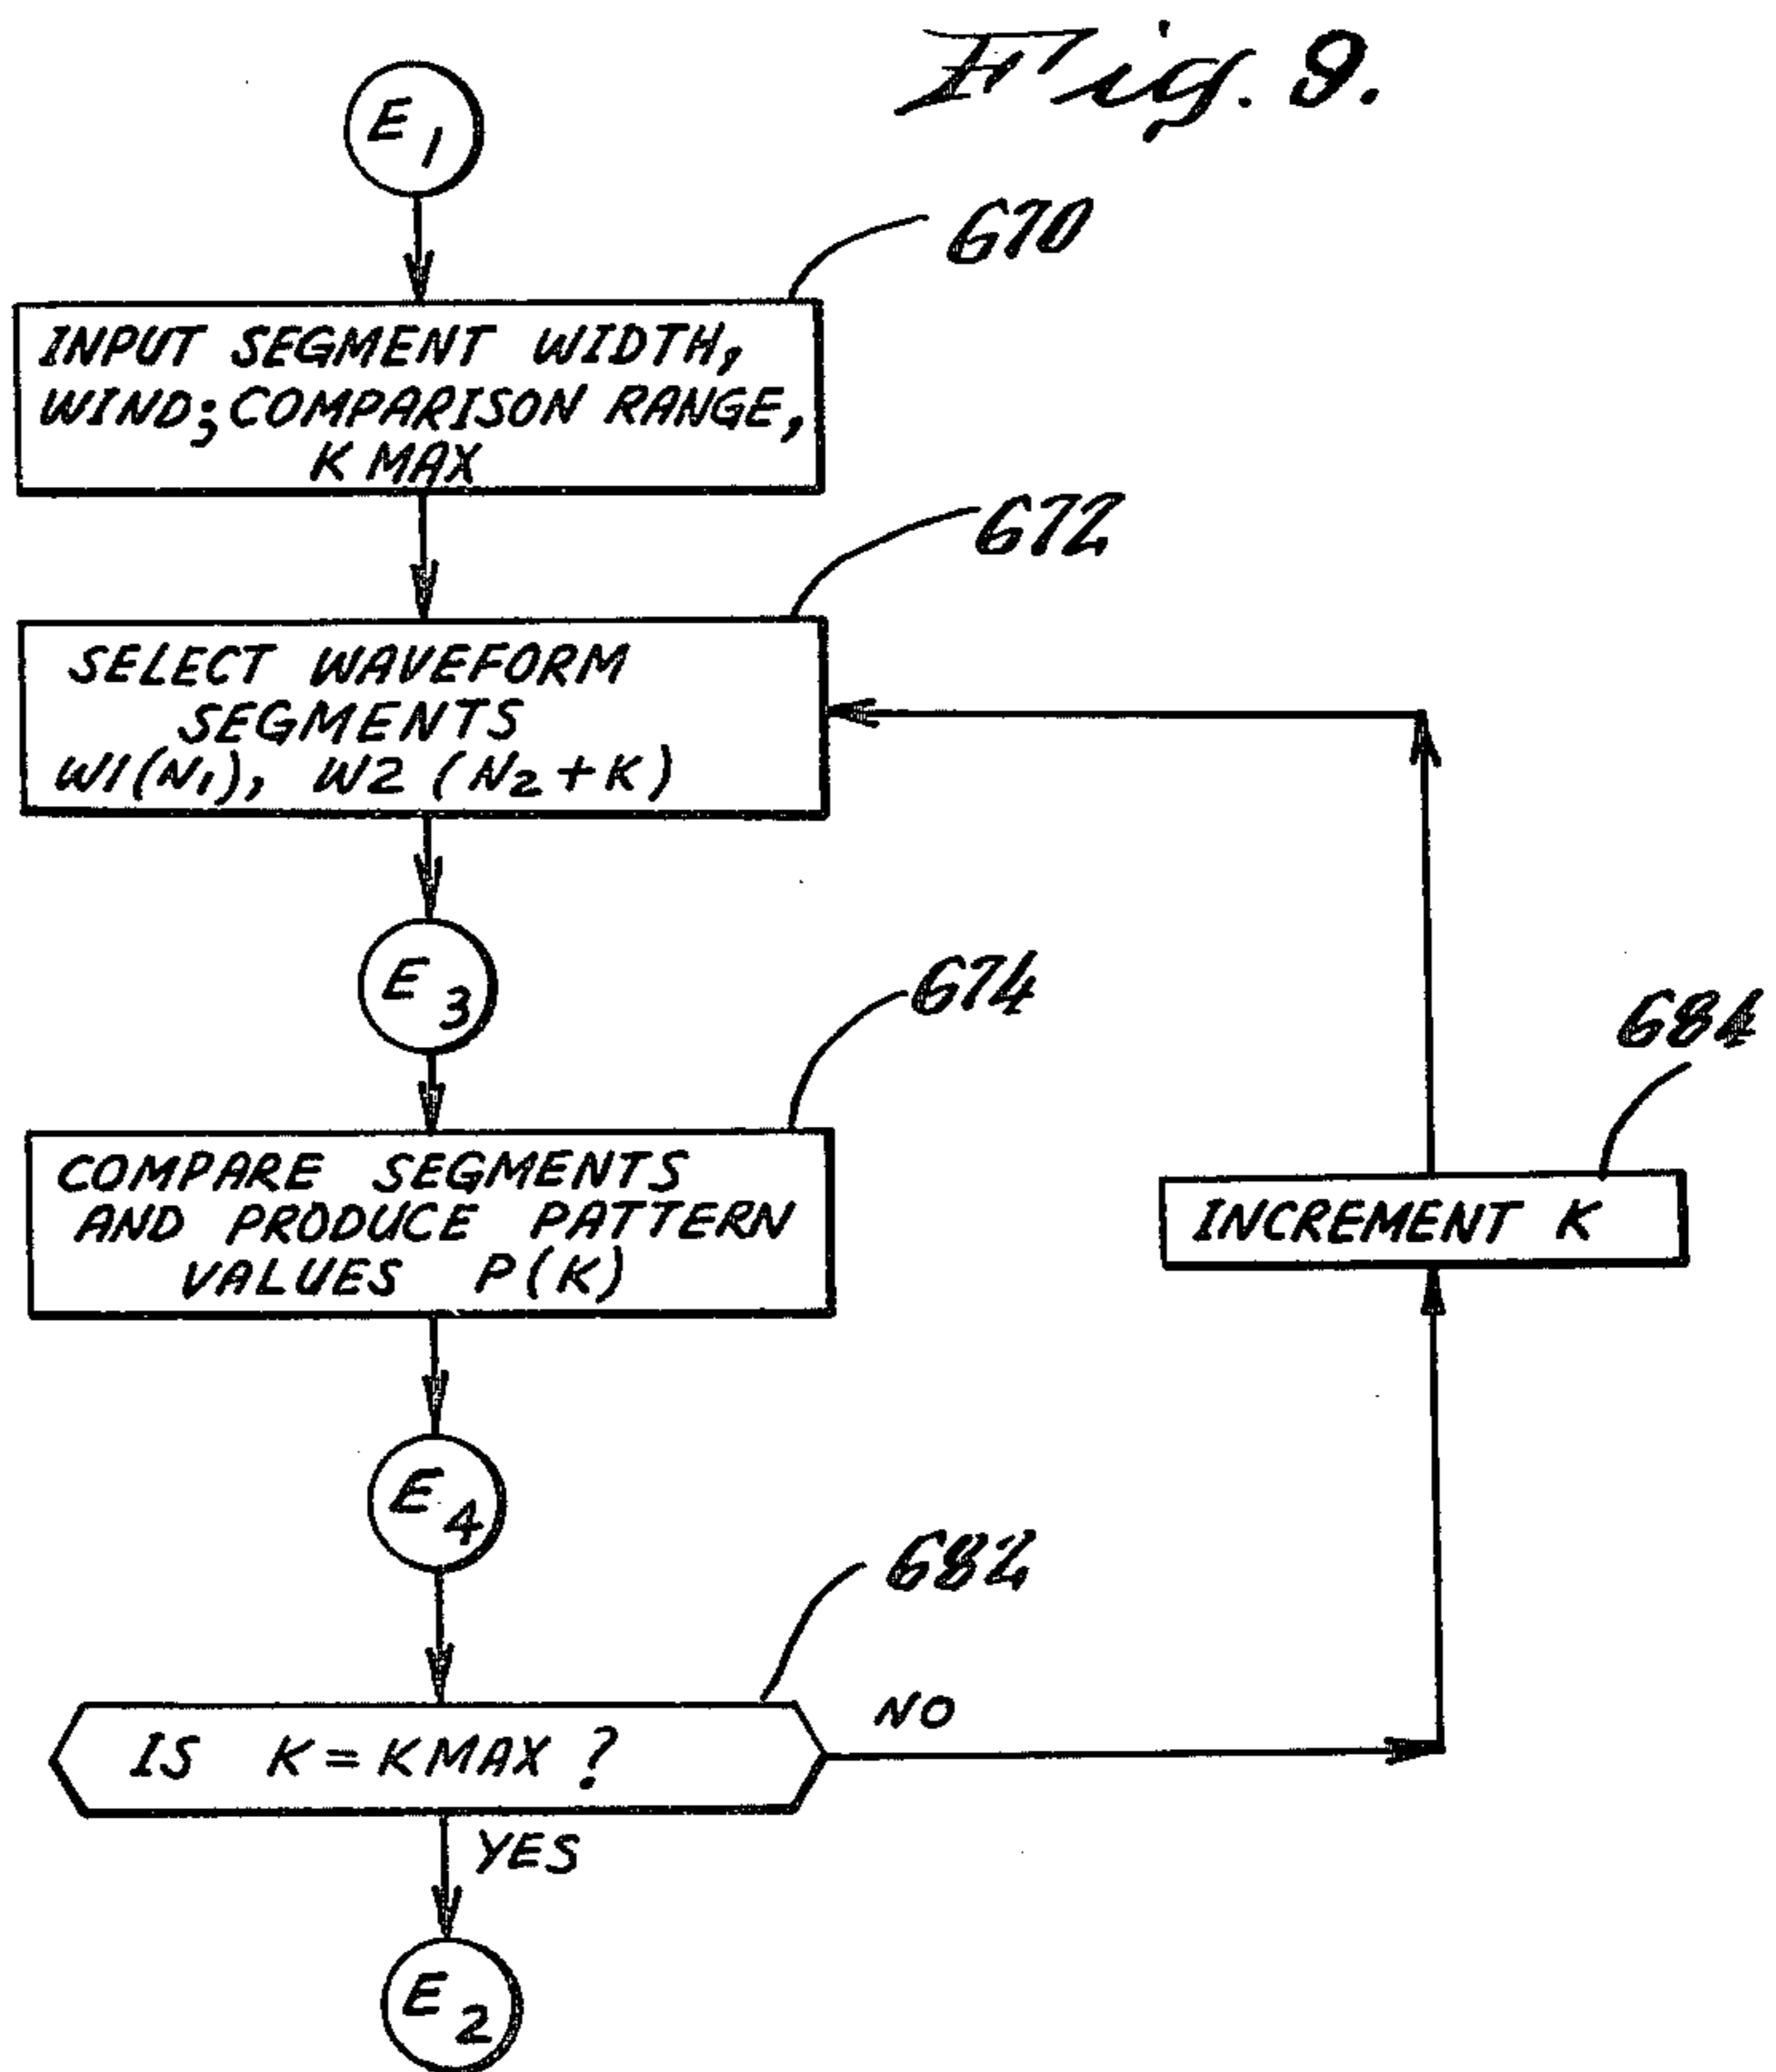 Fig. 9.
E1
670
INPUT SEGMENT WIDTH,
WIND; COMPARISON RANGE,
K MAX
672
SELECT WAVEFORM
SEGMENTS
W1(N1), W2 (N2+K)
E3
674
COMPARE SEGMENTS
AND PRODUCE PATTERN
VALUES P(K)
684
INCREMENT K
E4
682
IS K=KMAX ?
NO
YES
E2